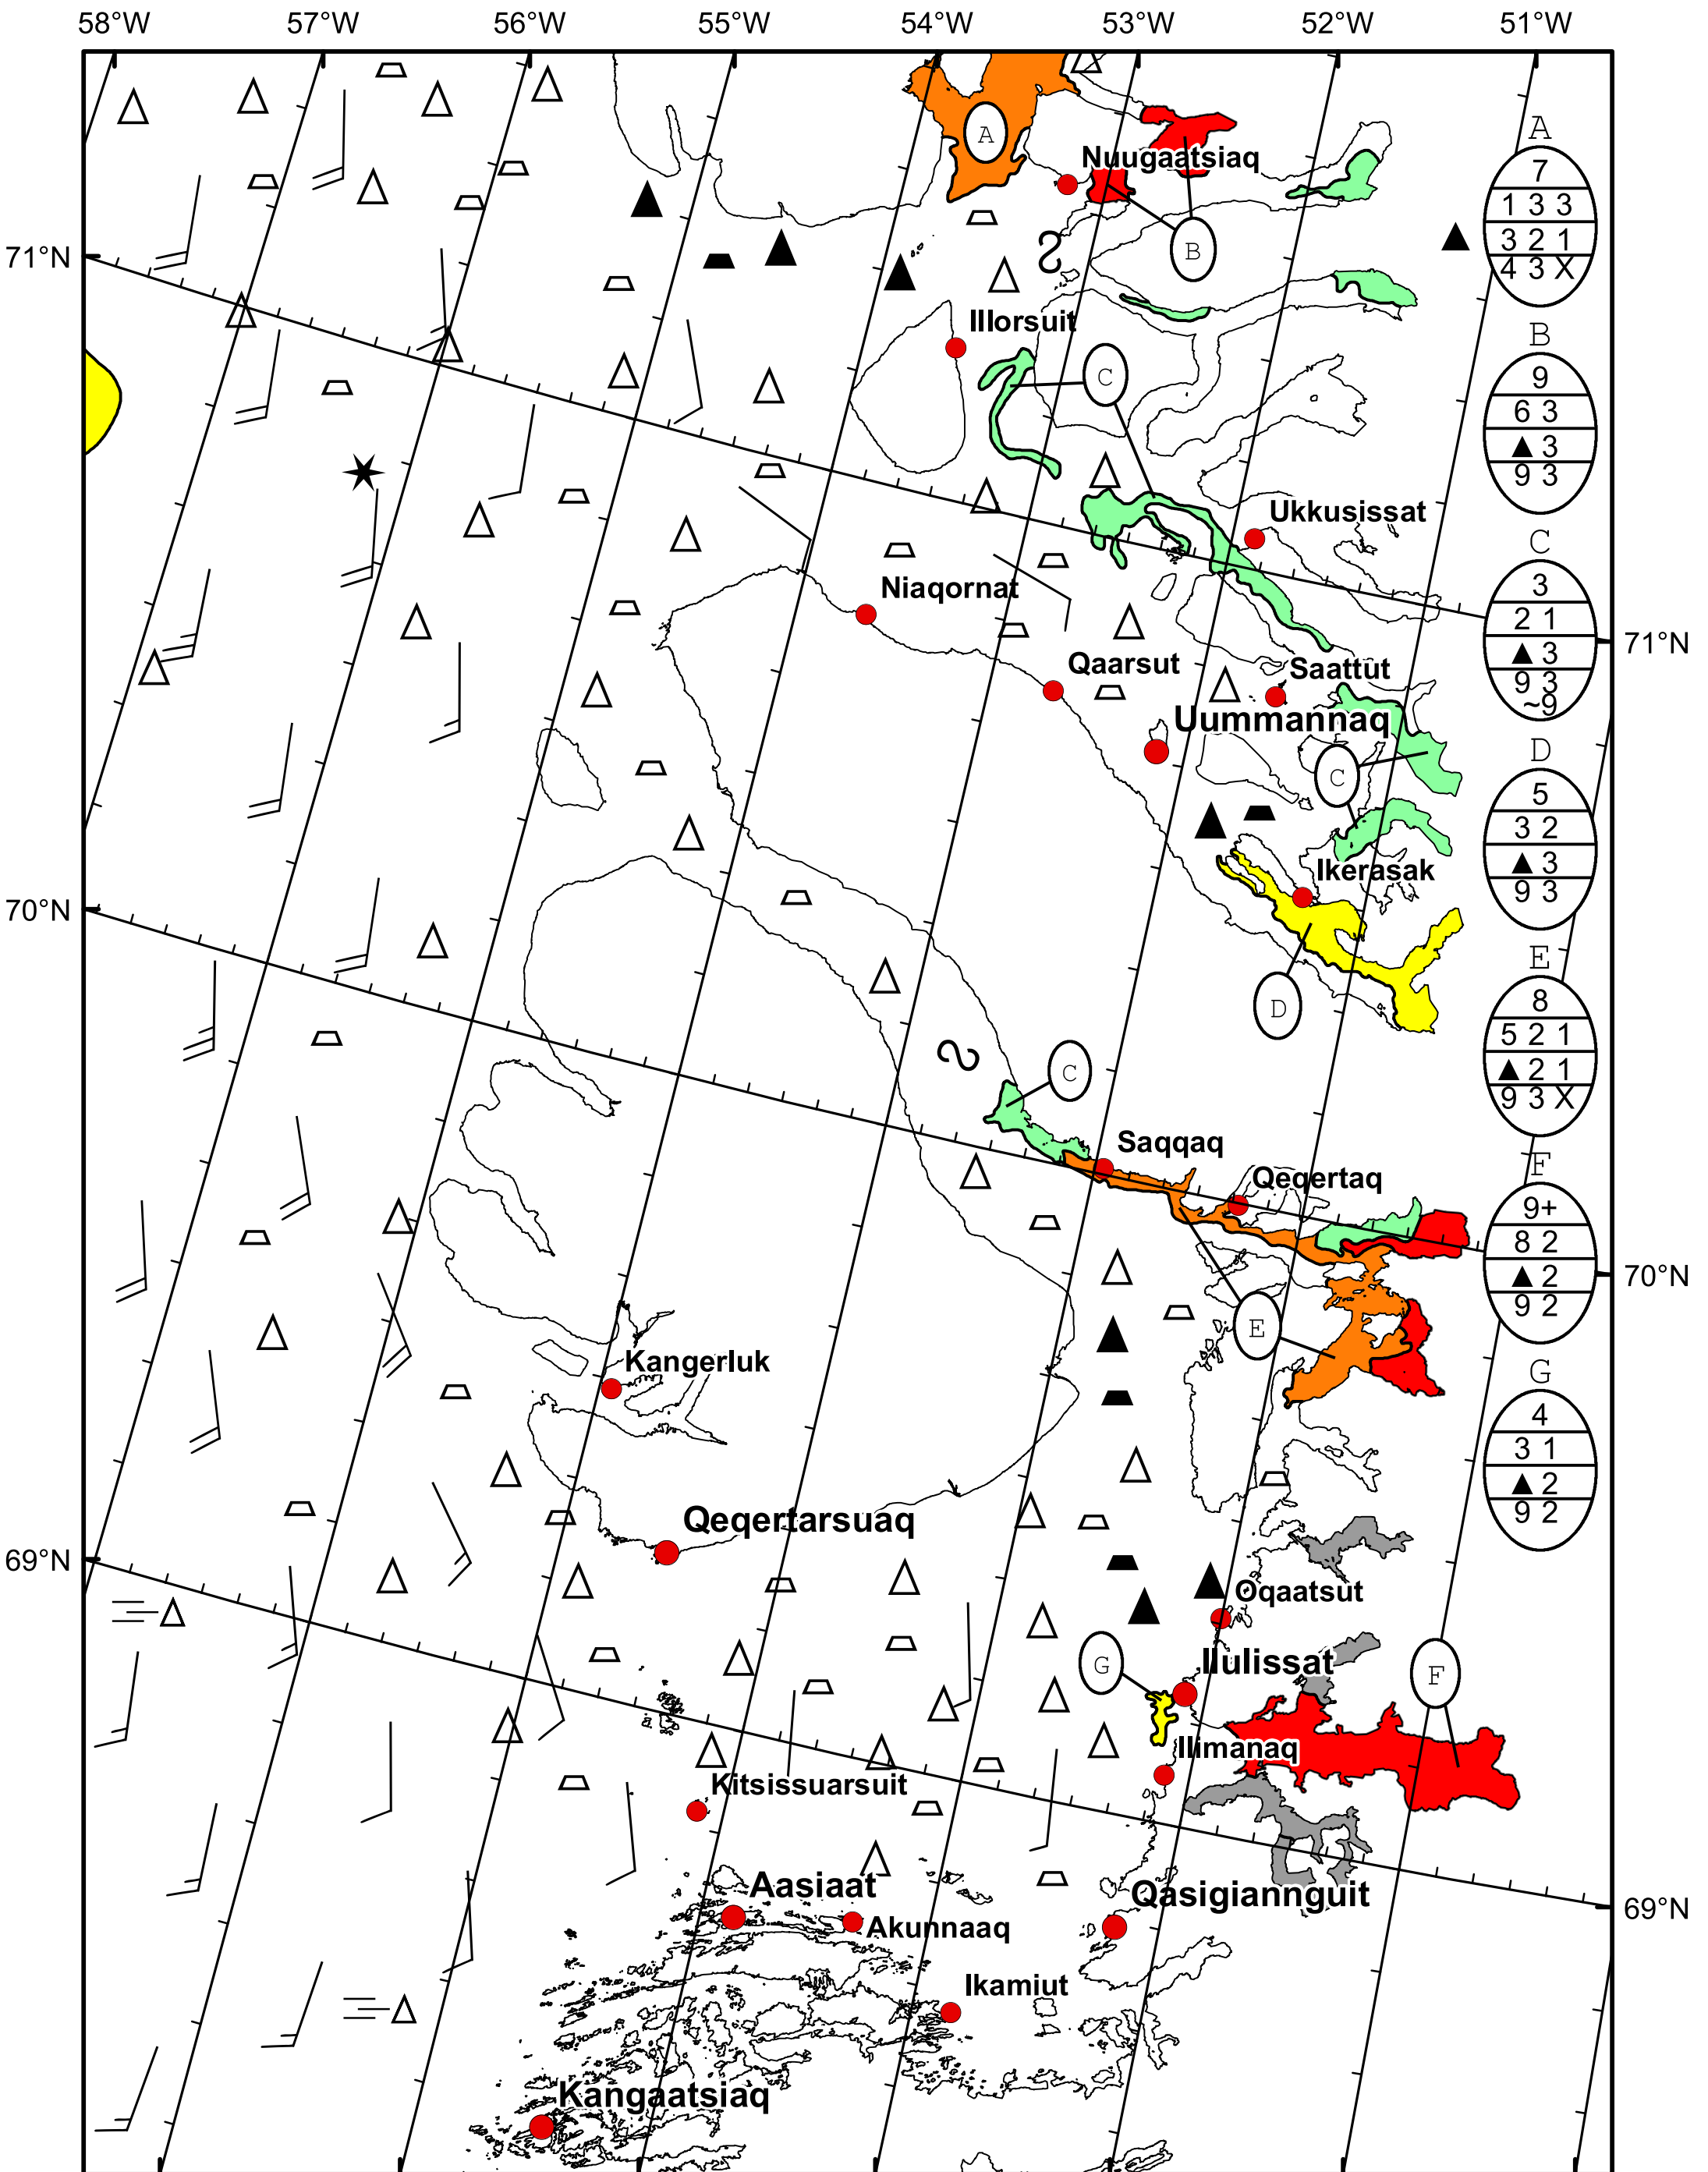 58°W 57°W 56°W 55°W 54°W 53°W 52°W 51°W
A
A
7
Nuugaatsiaq
1 3 3
3 2 1
B
71°N
4 3 X
Illorsuit
B
C
9
6 3
▲ 3
9 3
Ukkusissat
C
Niaqornat
3
2 1
71°N
Qaarsut
Saattut
▲ 3
9 3
~9
Uummannaq
D
C
5
3 2
▲ 3
Ikerasak
9 3
70°N
E
D
8
5 2 1
C
▲ 2 1
9 3 X
Saqqaq
F
Qeqertaq
9+
8 2
70°N
▲ 2
9 2
E
Kangerluk
G
4
3 1
▲ 2
9 2
Qeqertarsuaq
69°N
Oqaatsut
G
Ilulissat
F
Ilimanaq
Kitsissuarsuit
Aasiaat
Qasigiannguit
69°N
Akunnaaq
Ikamiut
Kangaatsiaq